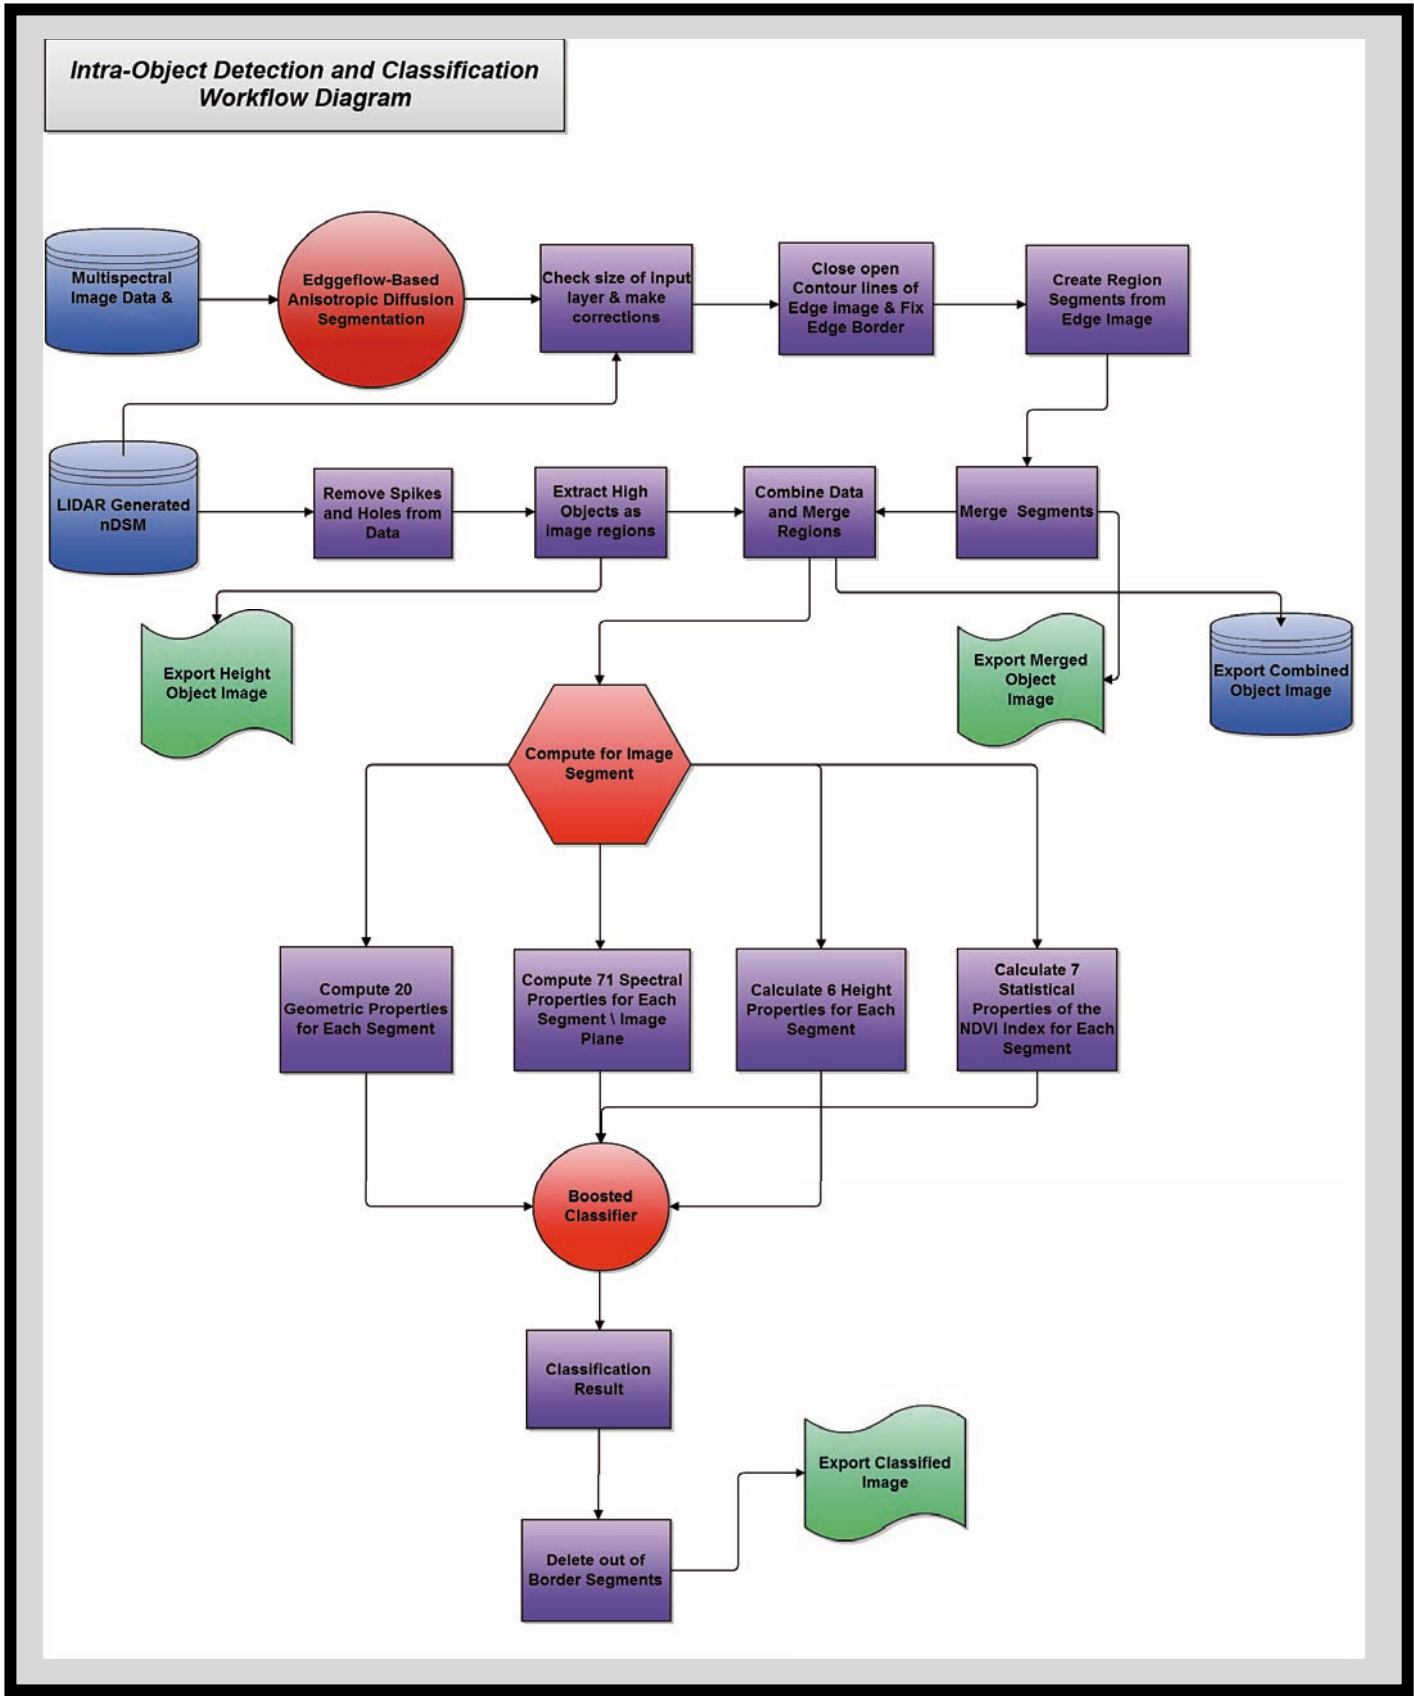 Intra-Object Detection and Classification
Workflow Diagram
Multispectral
Image Data &
Edggeflow-Based
Anisotropic Diffusion
Segmentation
Check size of input
layer & make
corrections
Close open
Contour lines of
Edge image & Fix
Edge Border
Create Region
Segments from
Edge Image
LIDAR Generated
nDSM
Remove Spikes
and Holes from
Data
Extract High
Objects as
image regions
Combine Data
and Merge
Regions
Merge Segments
Export Height
Object Image
Export Merged
Object
Image
Export Combined
Object Image
Compute for Image
Segment
Compute 20
Geometric Properties
for Each Segment
Compute 71 Spectral
Properties for Each
Segment \ Image
Plane
Calculate 6 Height
Properties for Each
Segment
Calculate 7
Statistical
Properties of the
NDVI Index for Each
Segment
Boosted
Classifier
Classification
Result
Export Classified
Image
Delete out of
Border Segments